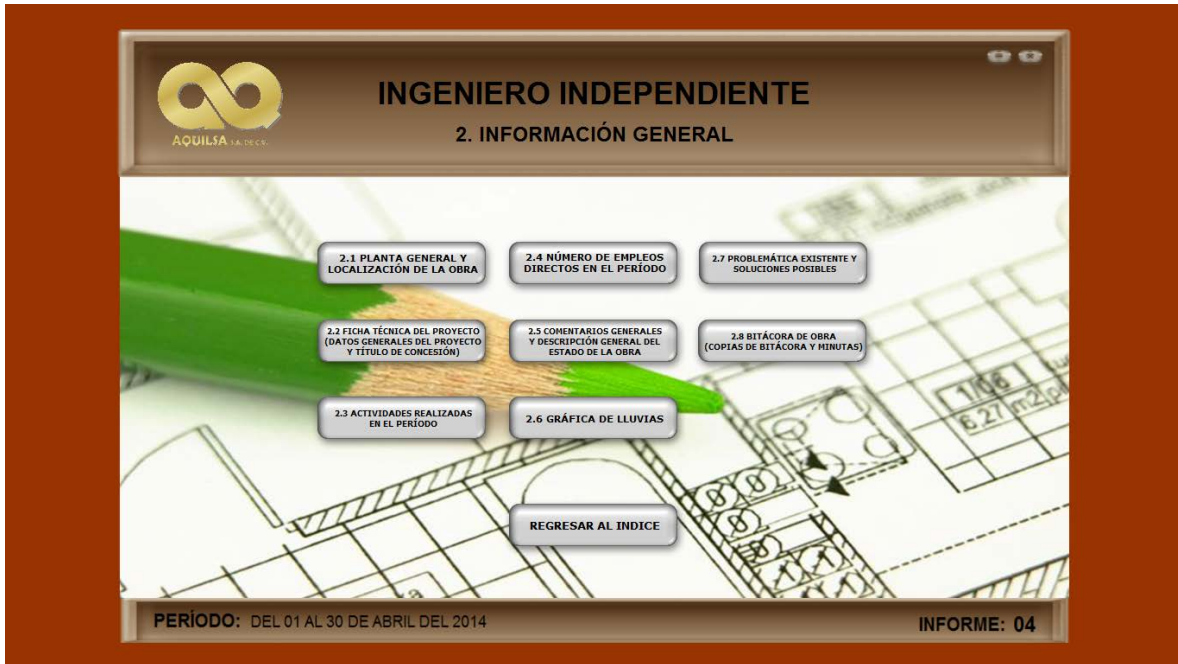 INGENIERO INDEPENDIENTE
2. INFORMACIÓN GENERAL
AQUILSA S.A. DE C.V.
2.1 PLANTA GENERAL Y
LOCALIZACIÓN DE LA OBRA
2.4 NÚMERO DE EMPLEOS
DIRECTOS EN EL PERÍODO
2.7 PROBLEMÁTICA EXISTENTE Y
SOLUCIONES POSIBLES
2.2 FICHA TÉCNICA DEL PROYECTO
(DATOS GENERALES DEL PROYECTO
Y TÍTULO DE CONCESIÓN)
2.5 COMENTARIOS GENERALES
Y DESCRIPCIÓN GENERAL DEL
ESTADO DE LA OBRA
2.8 BITÁCORA DE OBRA
(COPIAS DE BITÁCORA Y MINUTAS)
2.3 ACTIVIDADES REALIZADAS
EN EL PERÍODO
2.6 GRÁFICA DE LLUVIAS
1/06
6,27 m2
REGRESAR AL INDICE
PERÍODO: DEL 01 AL 30 DE ABRIL DEL 2014
INFORME: 04